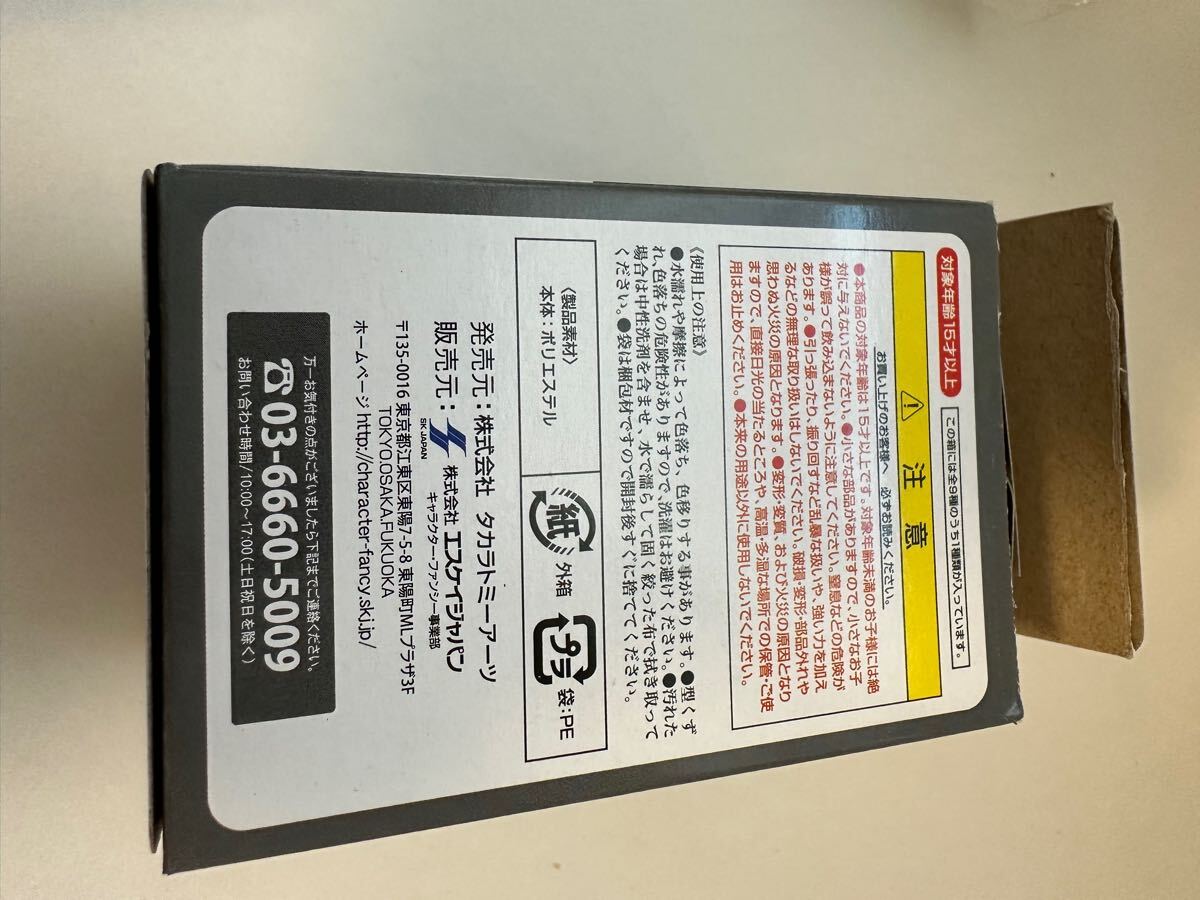 対象年齢15才以上
この箱には全9種のうち1種類が入っています。
注意
お買い上げのお客様へ 必ずお読みください。
●本商品の対象年齢は15才以上です。対象年齢未満のお子様には絶
対に与えないでください。●小さな部品がありますので、小さなお子
様が誤って飲み込まないように注意してください。窒息などの危険が
あります。●引っ張ったり、振り回すなど乱暴な扱いや、強い力を加え
るなどの無理な取り扱いはしないでください。破損・変形・部品外れや
思わぬ火災の原因となります。●変形・変質、および火災の原因となり
ますので、直接日光の当たるところや、高温・多湿な場所での保管・ご使
用はお止めください。●本来の用途以外に使用しないでください。
《使用上の注意》
●水濡れや摩擦によって色落ち、色移りする事があります。●型くず
れ、色落ちの危険性がありますので、洗濯はお避けください。●汚れた
場合は中性洗剤を含ませ、水で濡らして固く絞った布で拭き取って
ください。●袋は梱包材ですので開封後すぐに捨ててください。
〈製品素材〉
本体：ポリエステル
紙
外箱
プラ
袋：PE
発売元：株式会社 タカラトミーアーツ
販売元：
SK JAPAN
株式会社 エスケイジャパン
キャラクター・ファンシー事業部
〒135-0016 東京都江東区東陽7-5-8 東陽町MLプラザ3F
TOKYO.OSAKA.FUKUOKA
ホームページ http://character-fancy.skj.jp/
万一お気付きの点がございましたら下記までご連絡ください。
☎03-6660-5009
お問い合わせ時間/10:00〜17:00（土日祝日を除く）